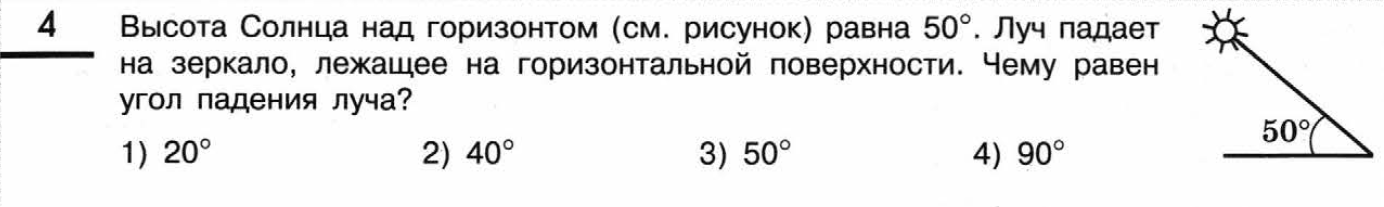 4 Высота Солнца над горизонтом (см. рисунок) равна 50°. Луч падает
на зеркало, лежащее на горизонтальной поверхности. Чему равен
угол падения луча?
1) 20° 2) 40° 3) 50° 4) 90°
50°